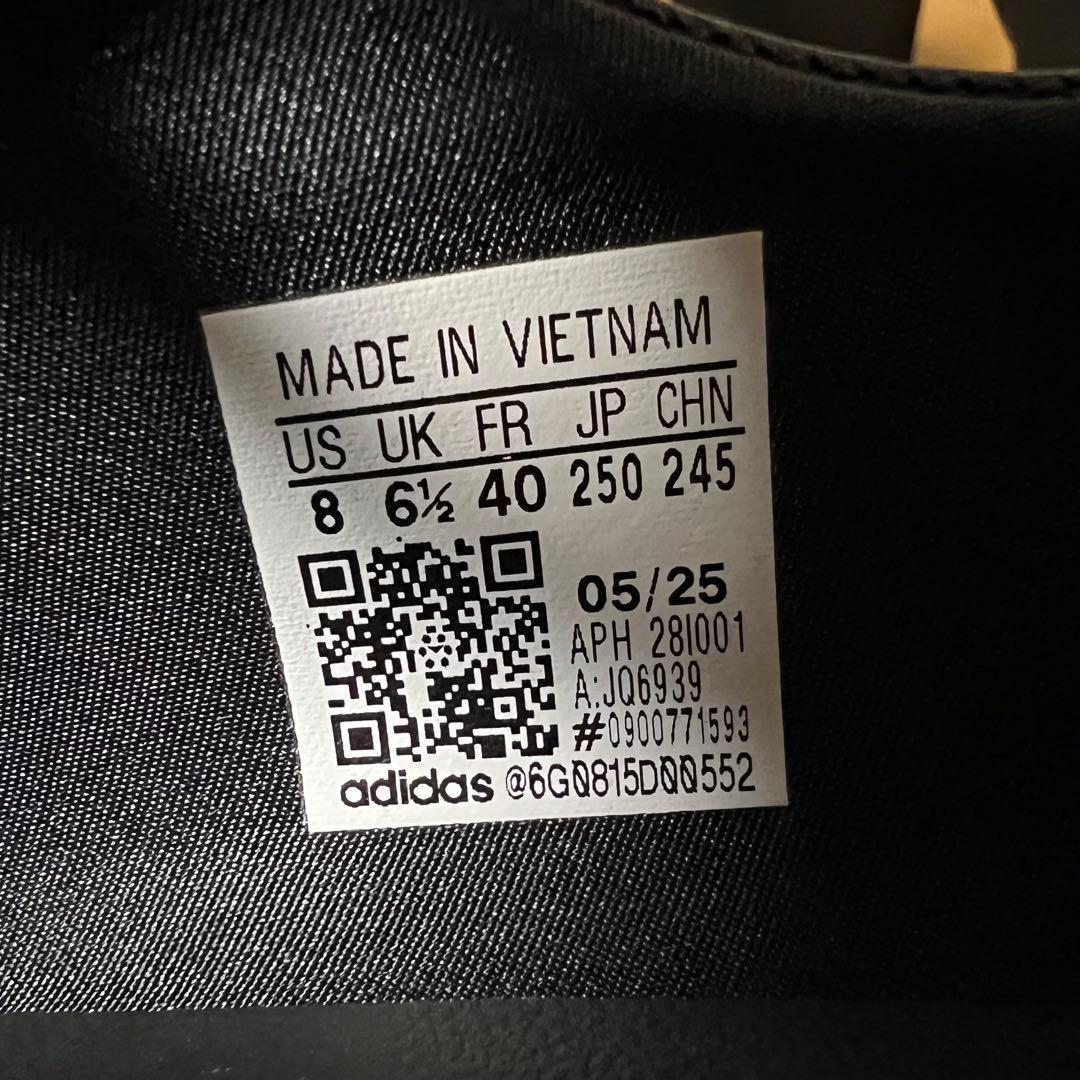 MADE IN VIETNAM
US UK FR JP CHN
8 6½ 40 250 245
05/25
APH 28I001
A:JQ6939
#0900771593
adidas @6G0815D00552